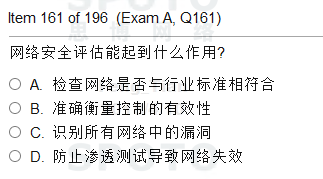 Item 161 of 196 (Exam A, Q161)
网络安全评估能起到什么作用?
A. 检查网络是否与行业标准相符合
B. 准确衡量控制的有效性
C. 识别所有网络中的漏洞
D. 防止渗透测试导致网络失效